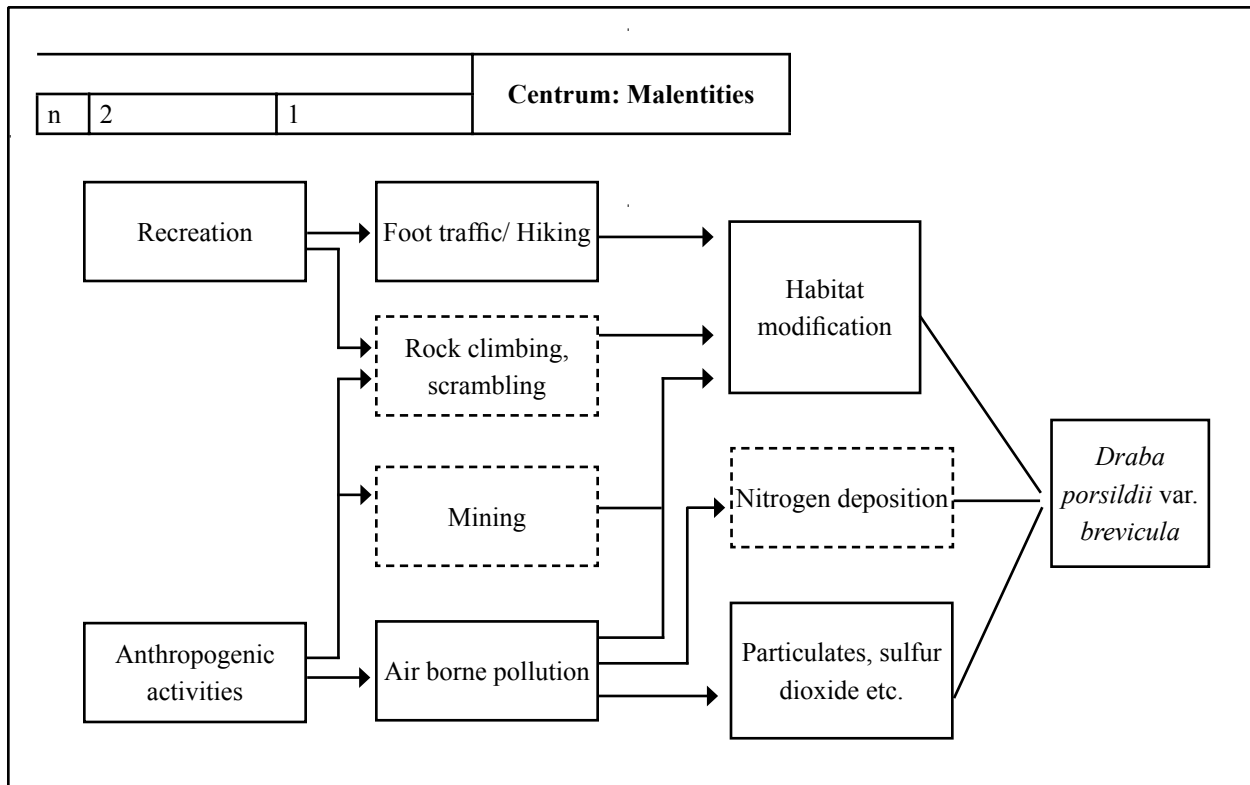 Centrum: Malentities
n 2 1
Recreation
Foot traffic/ Hiking
Habitat
modification
Rock climbing,
scrambling
Mining
Nitrogen deposition
Draba
porsildii var.
brevicula
Anthropogenic
activities
Air borne pollution
Particulates, sulfur
dioxide etc.